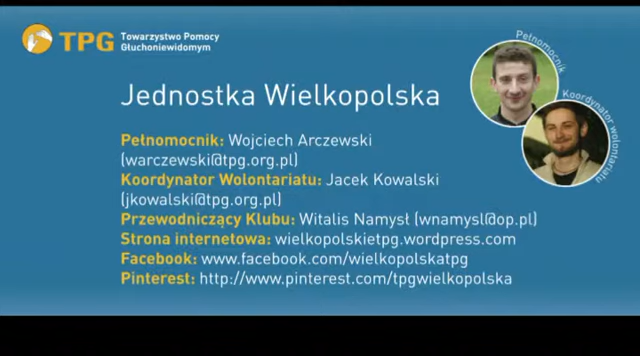 TPG
Towarzystwo Pomocy
Głuchoniewidomym
Jednostka Wielkopolska
Pełnomocnik
Koordynator wolontariatu
Pełnomocnik: Wojciech Arczewski
(warczewski@tpg.org.pl)
Koordynator Wolontariatu: Jacek Kowalski
(jkowalski@tpg.org.pl)
Przewodniczący Klubu: Witalis Namysł (wnamysl@op.pl)
Strona internetowa: wielkopolskietpg.wordpress.com
Facebook: www.facebook.com/wielkopolskatpg
Pinterest: http://www.pinterest.com/tpgwielkopolska